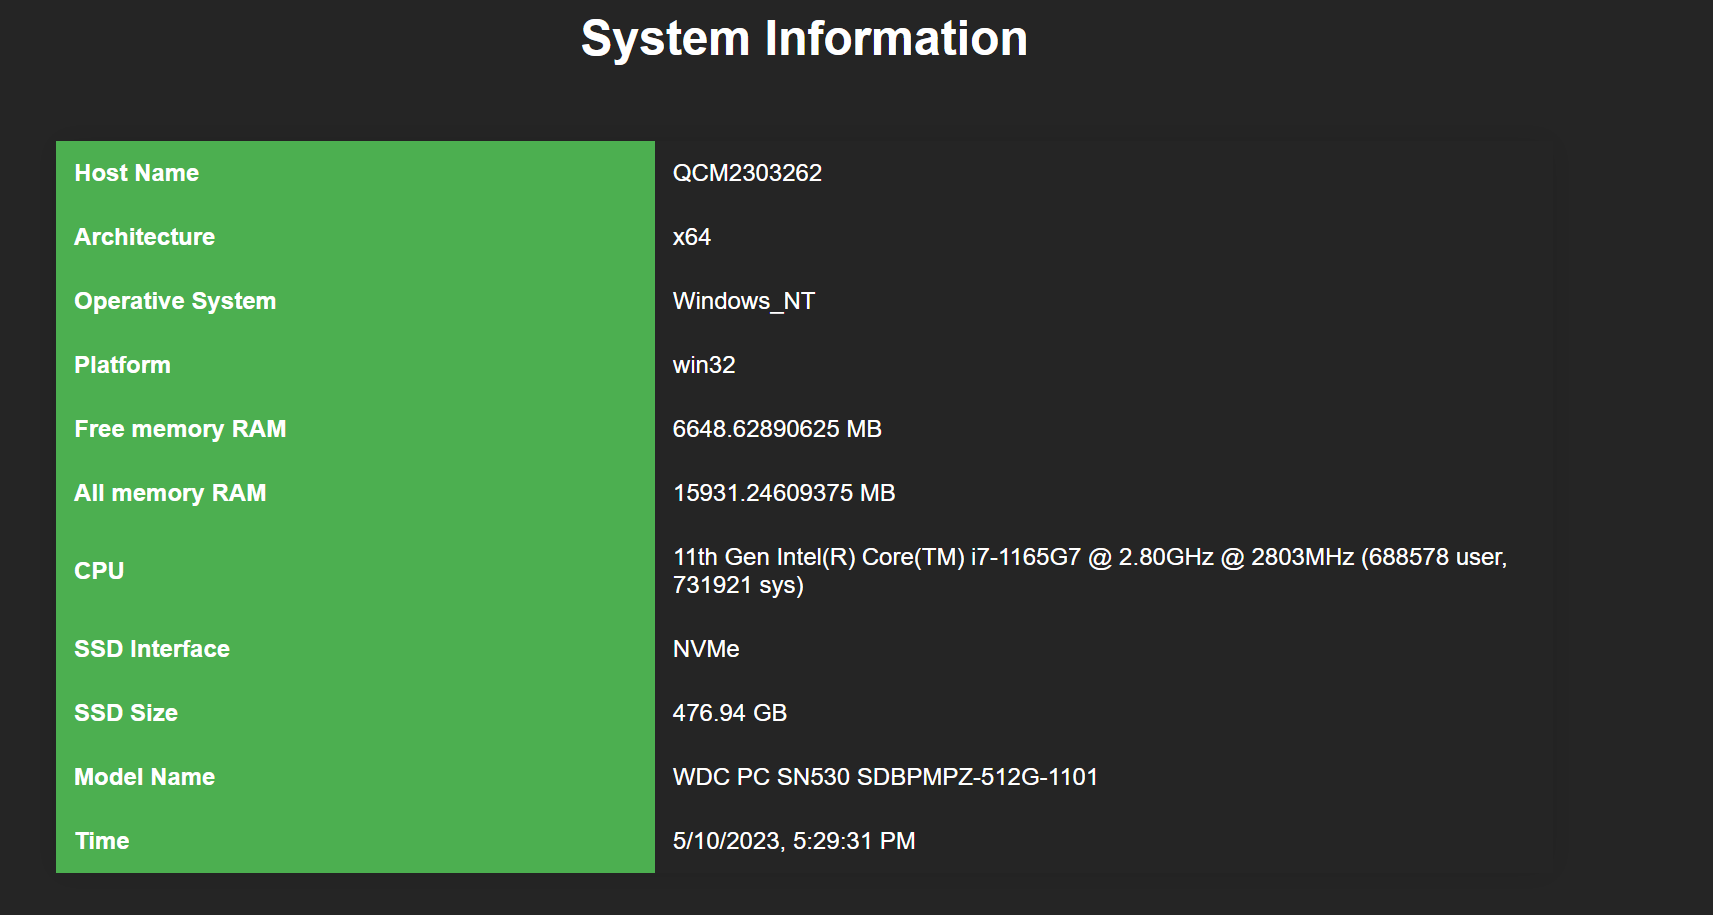 System Information
Host Name QCM2303262
Architecture x64
Operative System Windows_NT
Platform win32
Free memory RAM 6648.62890625 MB
All memory RAM 15931.24609375 MB
CPU 11th Gen Intel(R) Core(TM) i7-1165G7 @ 2.80GHz @ 2803MHz (688578 user,
731921 sys)
SSD Interface NVMe
SSD Size 476.94 GB
Model Name WDC PC SN530 SDBPMPZ-512G-1101
Time 5/10/2023, 5:29:31 PM